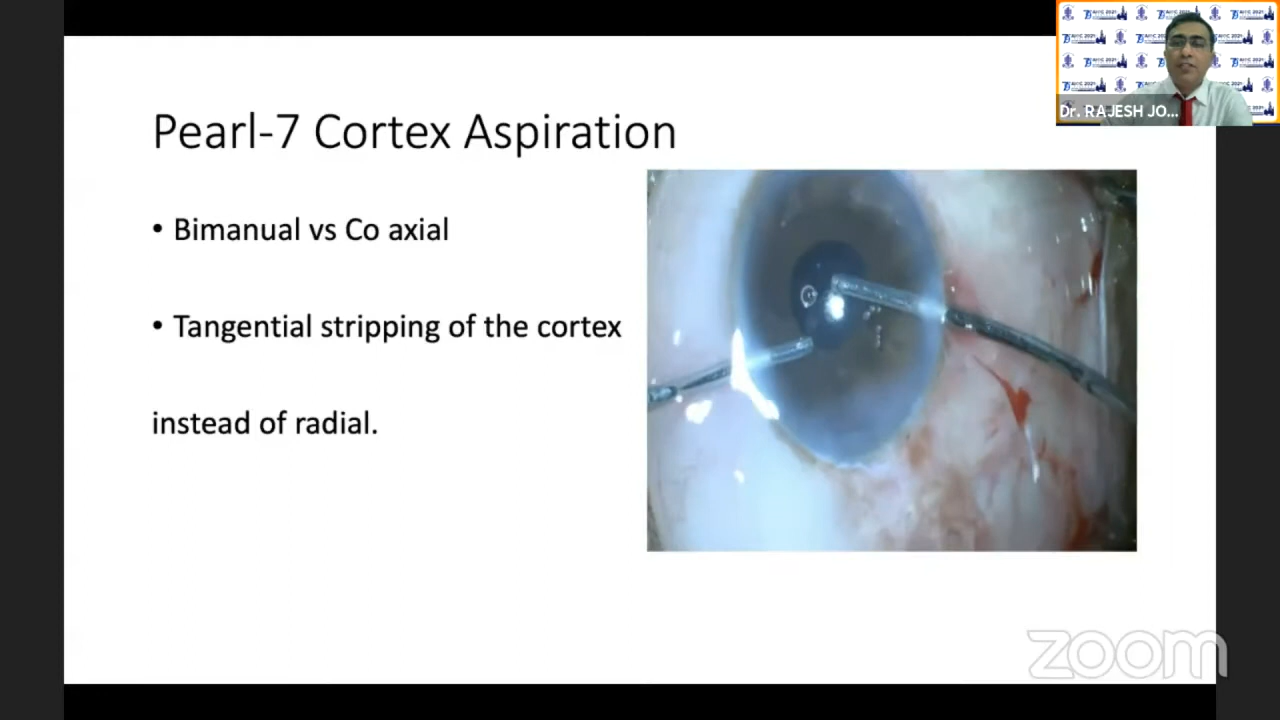 Pearl-7 Cortex Aspiration
• Bimanual vs Co axial
• Tangential stripping of the cortex
instead of radial.
Dr. RAJESH JO...
zoom